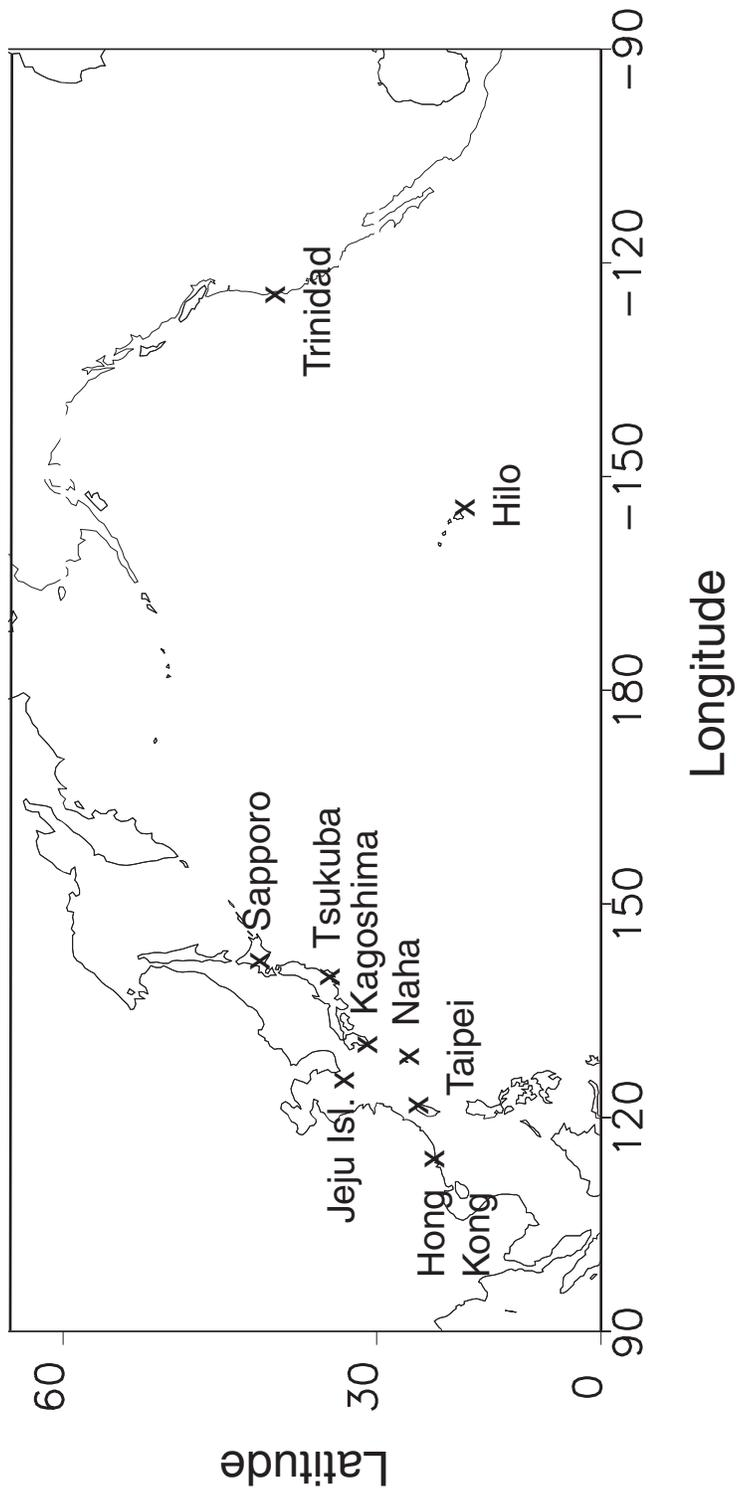 Latitude
60
30
0
Sapporo
Tsukuba
Kagoshima
Naha
Taipei
Jeju Isl.
Hong
Kong
Trinidad
Hilo
90
120
150
180
−150
−120
−90
Longitude